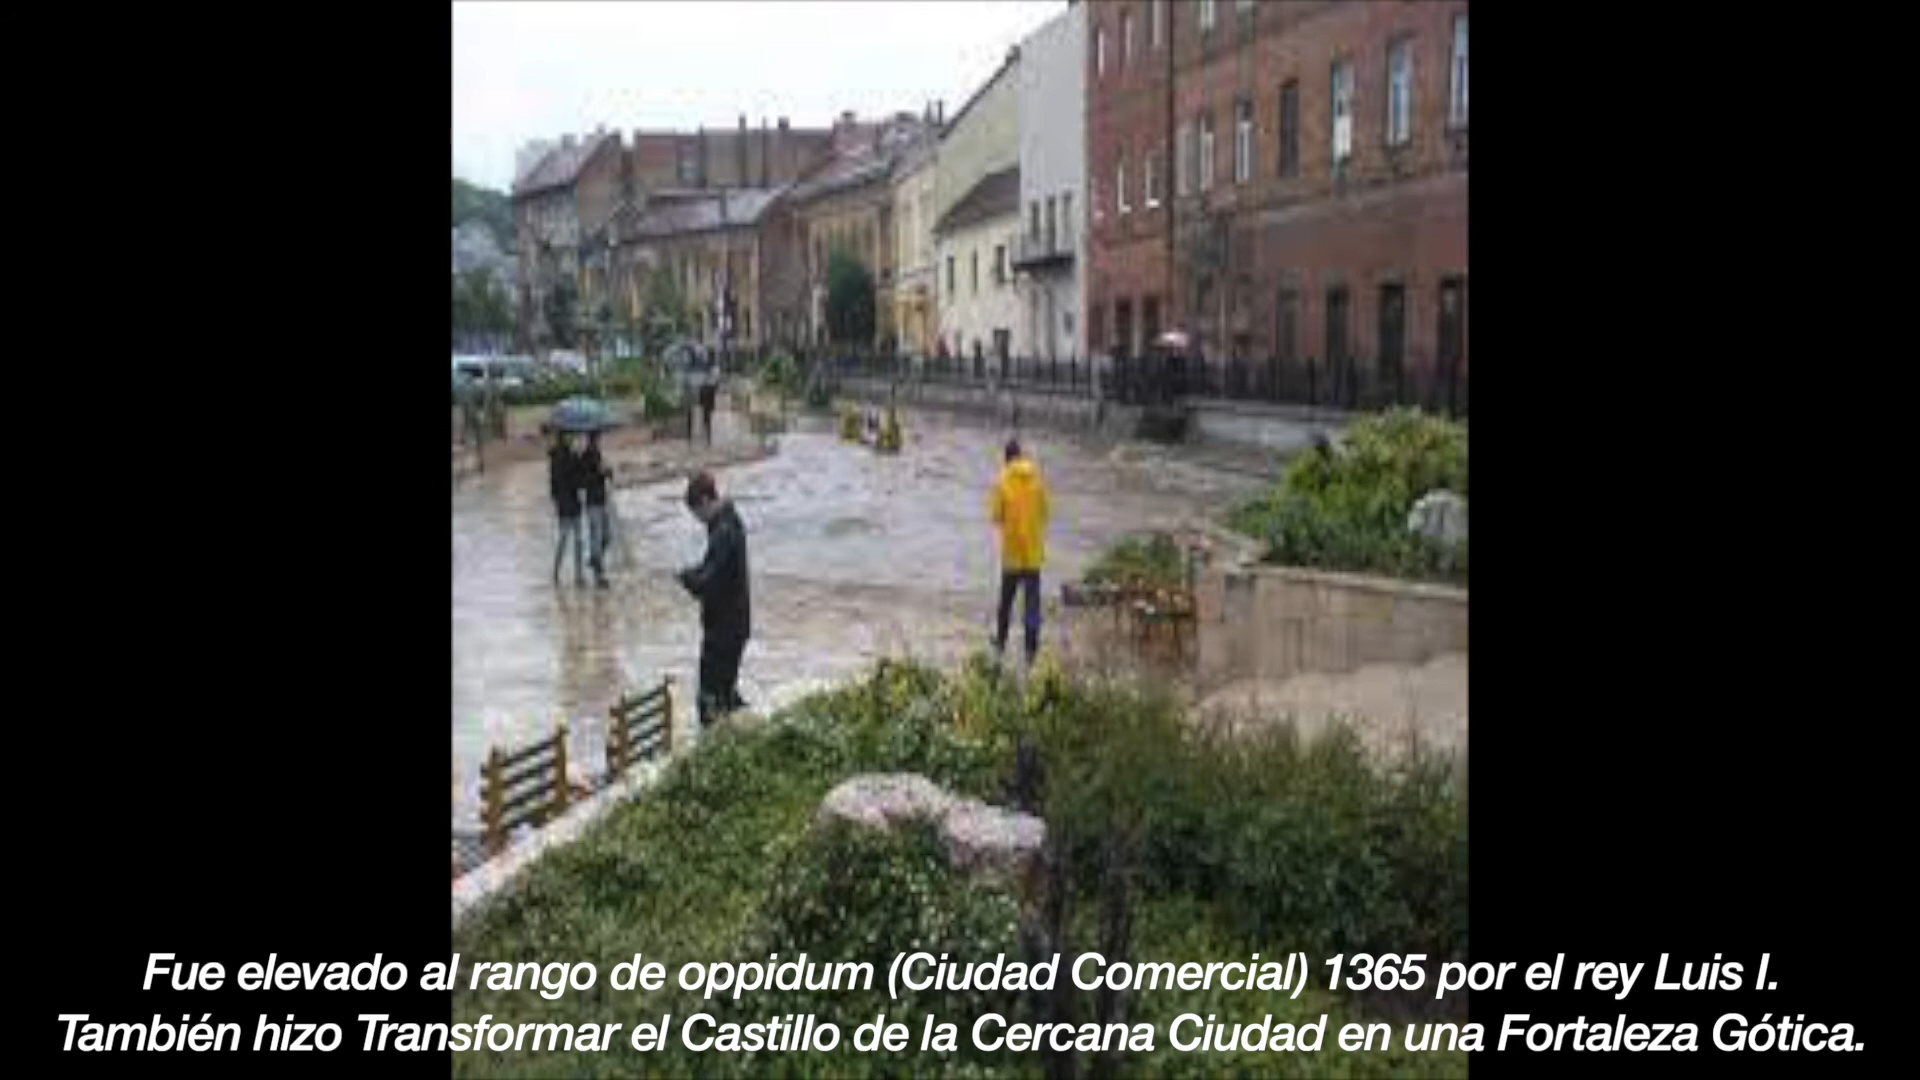 Fue elevado al rango de oppidum (Ciudad Comercial) 1365 por el rey Luis I.
También hizo Transformar el Castillo de la Cercana Ciudad en una Fortaleza Gótica.